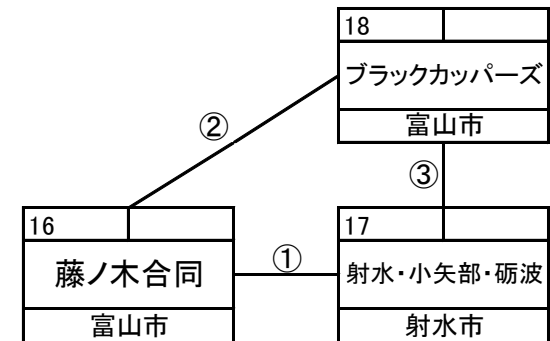 18
ブラックカッパーズ
富山市
②
③
16
藤ノ木合同
富山市
①
17
射水・小矢部・砺波
射水市